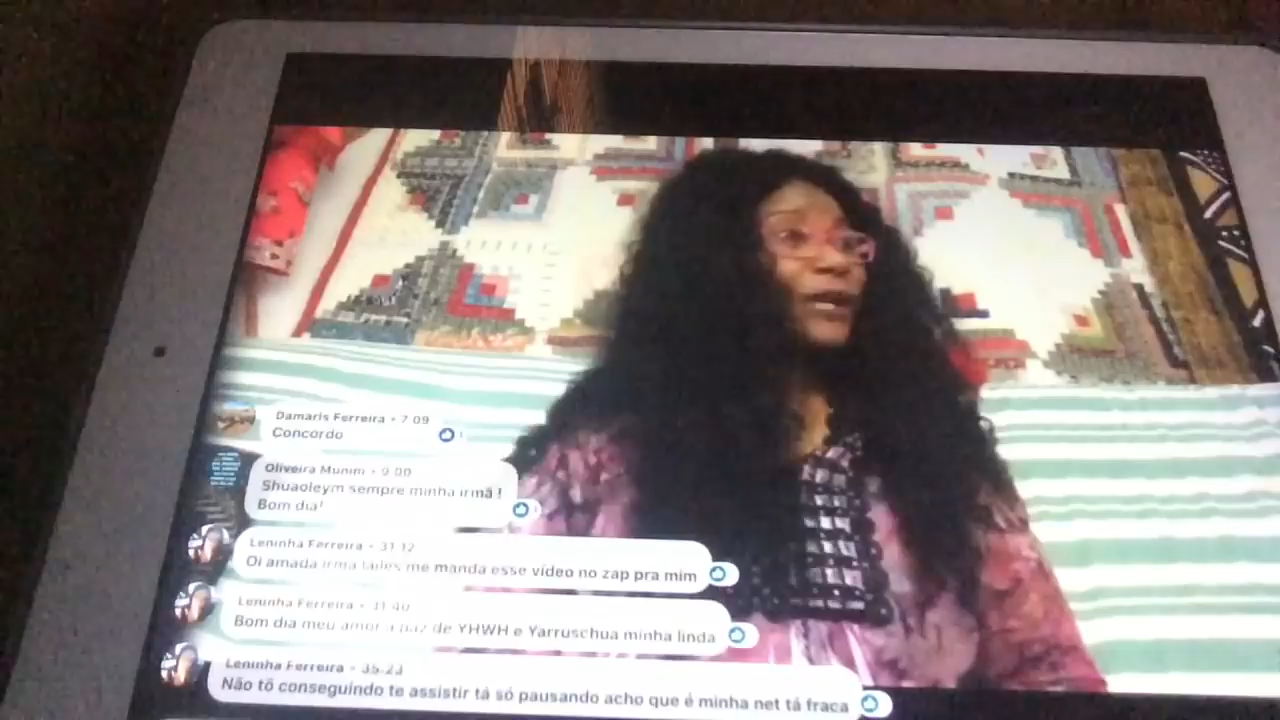 Damaris Ferreira • 7:09
Concordo
1
Oliveira Munim • 9:00
Shuaoleym sempre minha irmã !
Bom dia!
Leninha Ferreira • 31:12
Oi amada irmã me manda esse vídeo no zap pra mim
Leninha Ferreira • 31:40
Bom dia meu amor a paz de YHWH e Yarruschua minha linda
Leninha Ferreira • 35:23
Não tô conseguindo te assistir tá só pausando acho que é minha net tá fraca